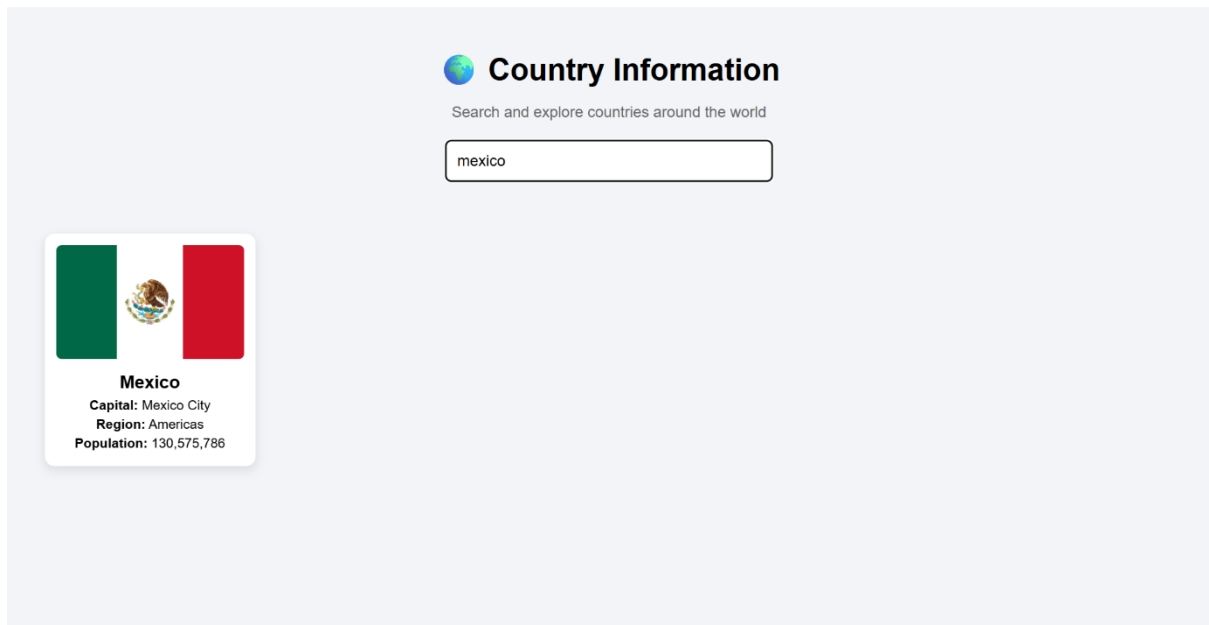 Country Information
Search and explore countries around the world
mexico
Mexico
Capital: Mexico City
Region: Americas
Population: 130,575,786